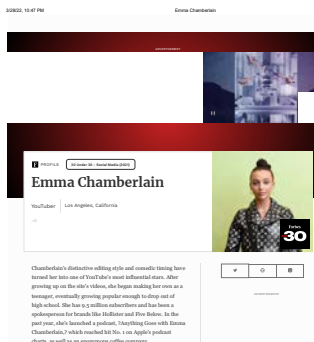 3/28/22, 10:47 PM
Emma Chamberlain
ADVERTISEMENT
F PROFILE
30 Under 30 - Social Media (2021)
Emma Chamberlain
YouTuber
Los Angeles, California
Forbes
30
Chamberlain's distinctive editing style and comedic timing have
turned her into one of YouTube's most influential stars. After
growing up on the site's videos, she began making her own as a
teenager, eventually growing popular enough to drop out of
high school. She has 9.5 million subscribers and has been a
spokesperson for brands like Hollister and Five Below. In the
past year, she's launched a podcast, ?Anything Goes with Emma
Chamberlain,? which reached hit No. 1 on Apple's podcast
charts, as well as an eponymous coffee company.
ADVERTISEMENT